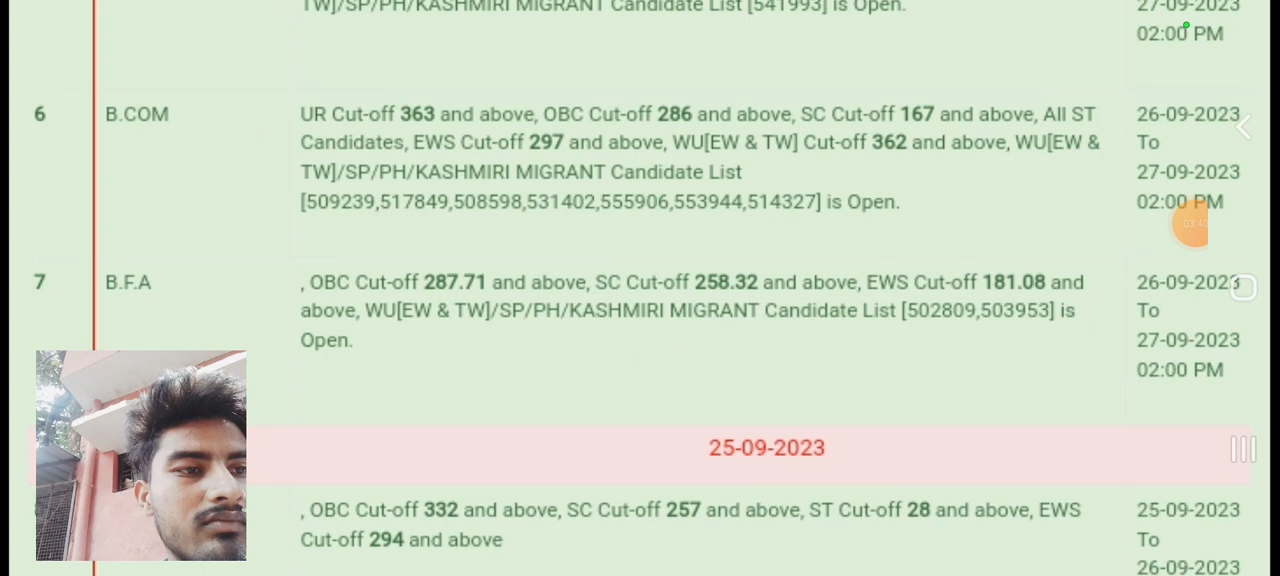 TW]/SP/PH/KASHMIRI MIGRANT Candidate List [541993] is Open.
27-09-2023
02:00 PM
6
B.COM
UR Cut-off 363 and above, OBC Cut-off 286 and above, SC Cut-off 167 and above, All ST
Candidates, EWS Cut-off 297 and above, WU[EW & TW] Cut-off 362 and above, WU[EW &
TW]/SP/PH/KASHMIRI MIGRANT Candidate List
[509239,517849,508598,531402,555906,553944,514327] is Open.
26-09-2023
To
27-09-2023
02:00 PM
03:40
7
B.F.A
, OBC Cut-off 287.71 and above, SC Cut-off 258.32 and above, EWS Cut-off 181.08 and
above, WU[EW & TW]/SP/PH/KASHMIRI MIGRANT Candidate List [502809,503953] is
Open.
26-09-2023
To
27-09-2023
02:00 PM
25-09-2023
, OBC Cut-off 332 and above, SC Cut-off 257 and above, ST Cut-off 28 and above, EWS
Cut-off 294 and above
25-09-2023
To
26-09-2023